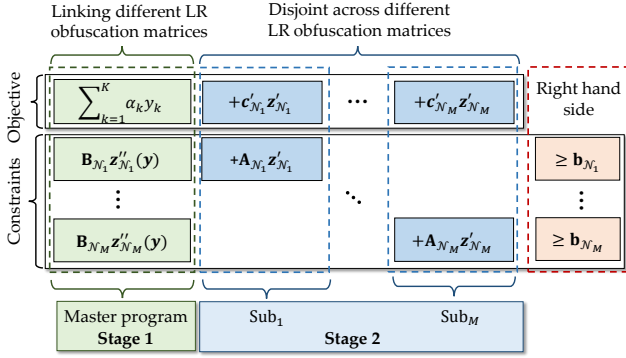 Linking different LR
obfuscation matrices
Disjoint across different
LR obfuscation matrices
Objective
∑_{k=1}^{K} α_k y_k
+c′_{𝒩_1} z′_{𝒩_1}
···
+c′_{𝒩_M} z′_{𝒩_M}
Right hand
side
Constraints
B_{𝒩_1} z″_{𝒩_1}(y)
+A_{𝒩_1} z′_{𝒩_1}
≥ b_{𝒩_1}
⋮
⋱
⋮
B_{𝒩_M} z″_{𝒩_M}(y)
+A_{𝒩_M} z′_{𝒩_M}
≥ b_{𝒩_M}
Master program
Stage 1
Sub_1
Sub_M
Stage 2